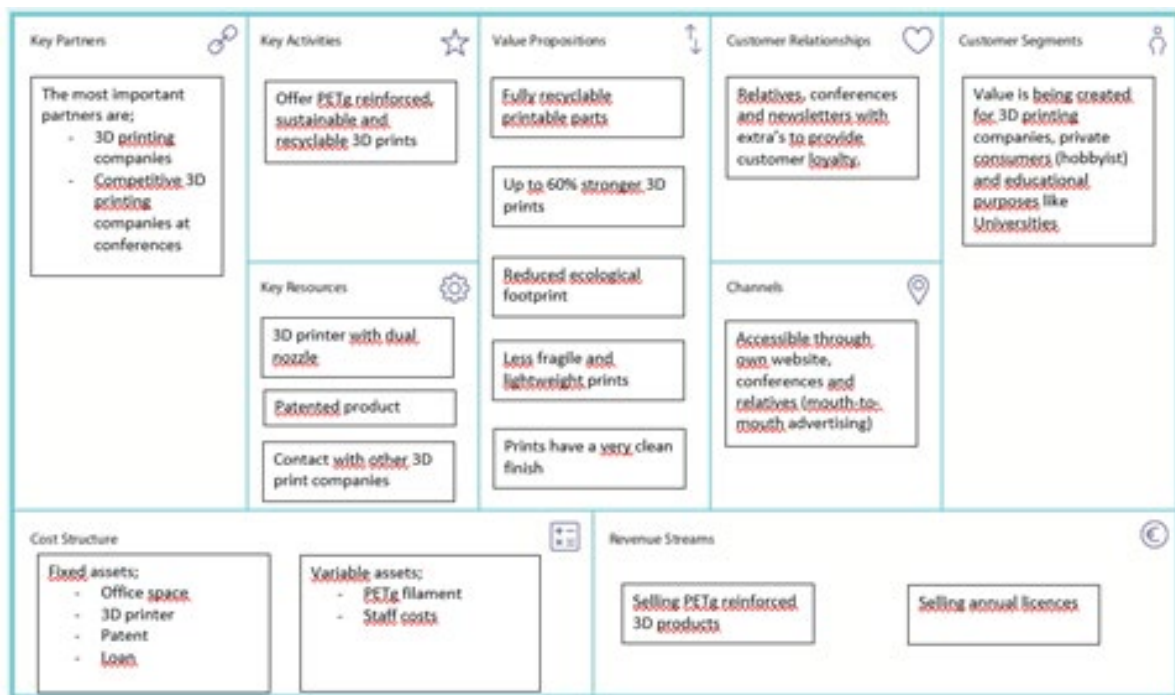 Key Partners
The most important
partners are;
- 3D printing
companies
- Competitive 3D
printing
companies at
conferences
Key Activities
Offer PETg reinforced,
sustainable and
recyclable 3D prints
Key Resources
3D printer with dual
nozzle
Patented product
Contact with other 3D
print companies
Value Propositions
Fully recyclable
printable parts
Up to 60% stronger 3D
prints
Reduced ecological
footprint
Less fragile and
lightweight prints
Prints have a very clean
finish
Customer Relationships
Relatives, conferences
and newsletters with
extra's to provide
customer loyalty.
Channels
Accessible through
own website,
conferences and
relatives (mouth-to-
mouth advertising)
Customer Segments
Value is being created
for 3D printing
companies, private
consumers (hobbyist)
and educational
purposes like
Universities
Cost Structure
Fixed assets;
- Office space
- 3D printer
- Patent
- Loan
Variable assets;
- PETg filament
- Staff costs
Revenue Streams
Selling PETg reinforced
3D products
Selling annual licences